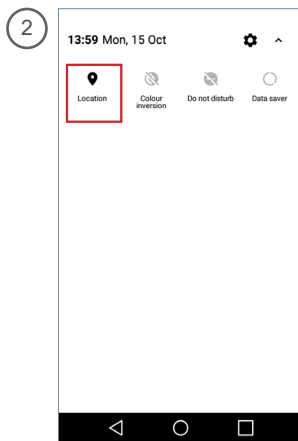 2
13:59 Mon, 15 Oct
Location Colour inversion Do not disturb Data saver